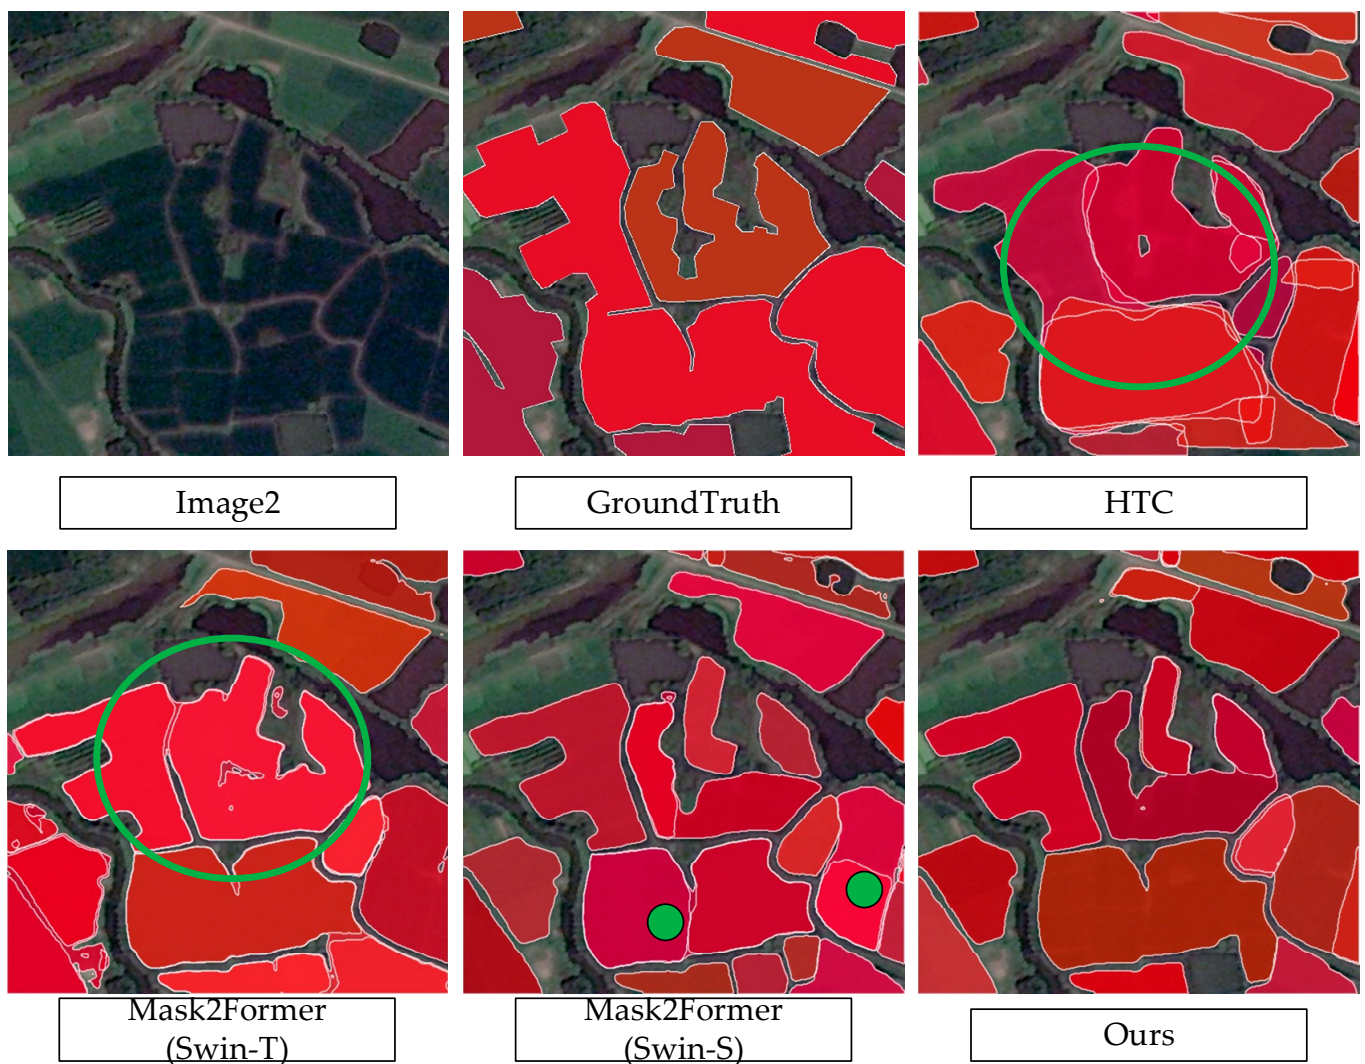 Image2
GroundTruth
HTC
Mask2Former
(Swin-T)
Mask2Former
(Swin-S)
Ours